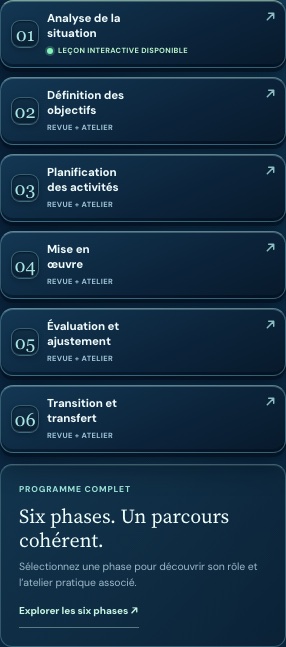 01
Analyse de la
situation
LEÇON INTERACTIVE DISPONIBLE
02
Définition des
objectifs
REVUE + ATELIER
03
Planification
des activités
REVUE + ATELIER
04
Mise en
œuvre
REVUE + ATELIER
05
Évaluation et
ajustement
REVUE + ATELIER
06
Transition et
transfert
REVUE + ATELIER
PROGRAMME COMPLET
Six phases. Un parcours
cohérent.
Sélectionnez une phase pour découvrir son rôle et
l'atelier pratique associé.
Explorer les six phases ↗